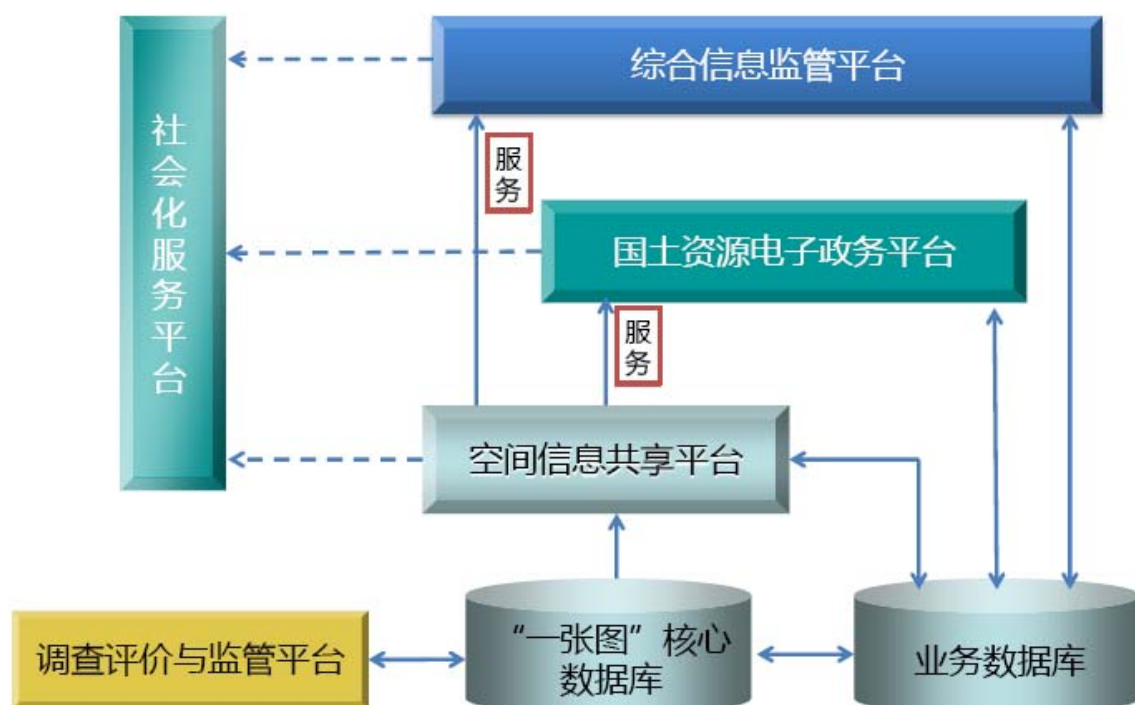 综合信息监管平台
社会化服务平台
服
务
国土资源电子政务平台
服
务
空间信息共享平台
“一张图”核心
数据库
业务数据库
调查评价与监管平台